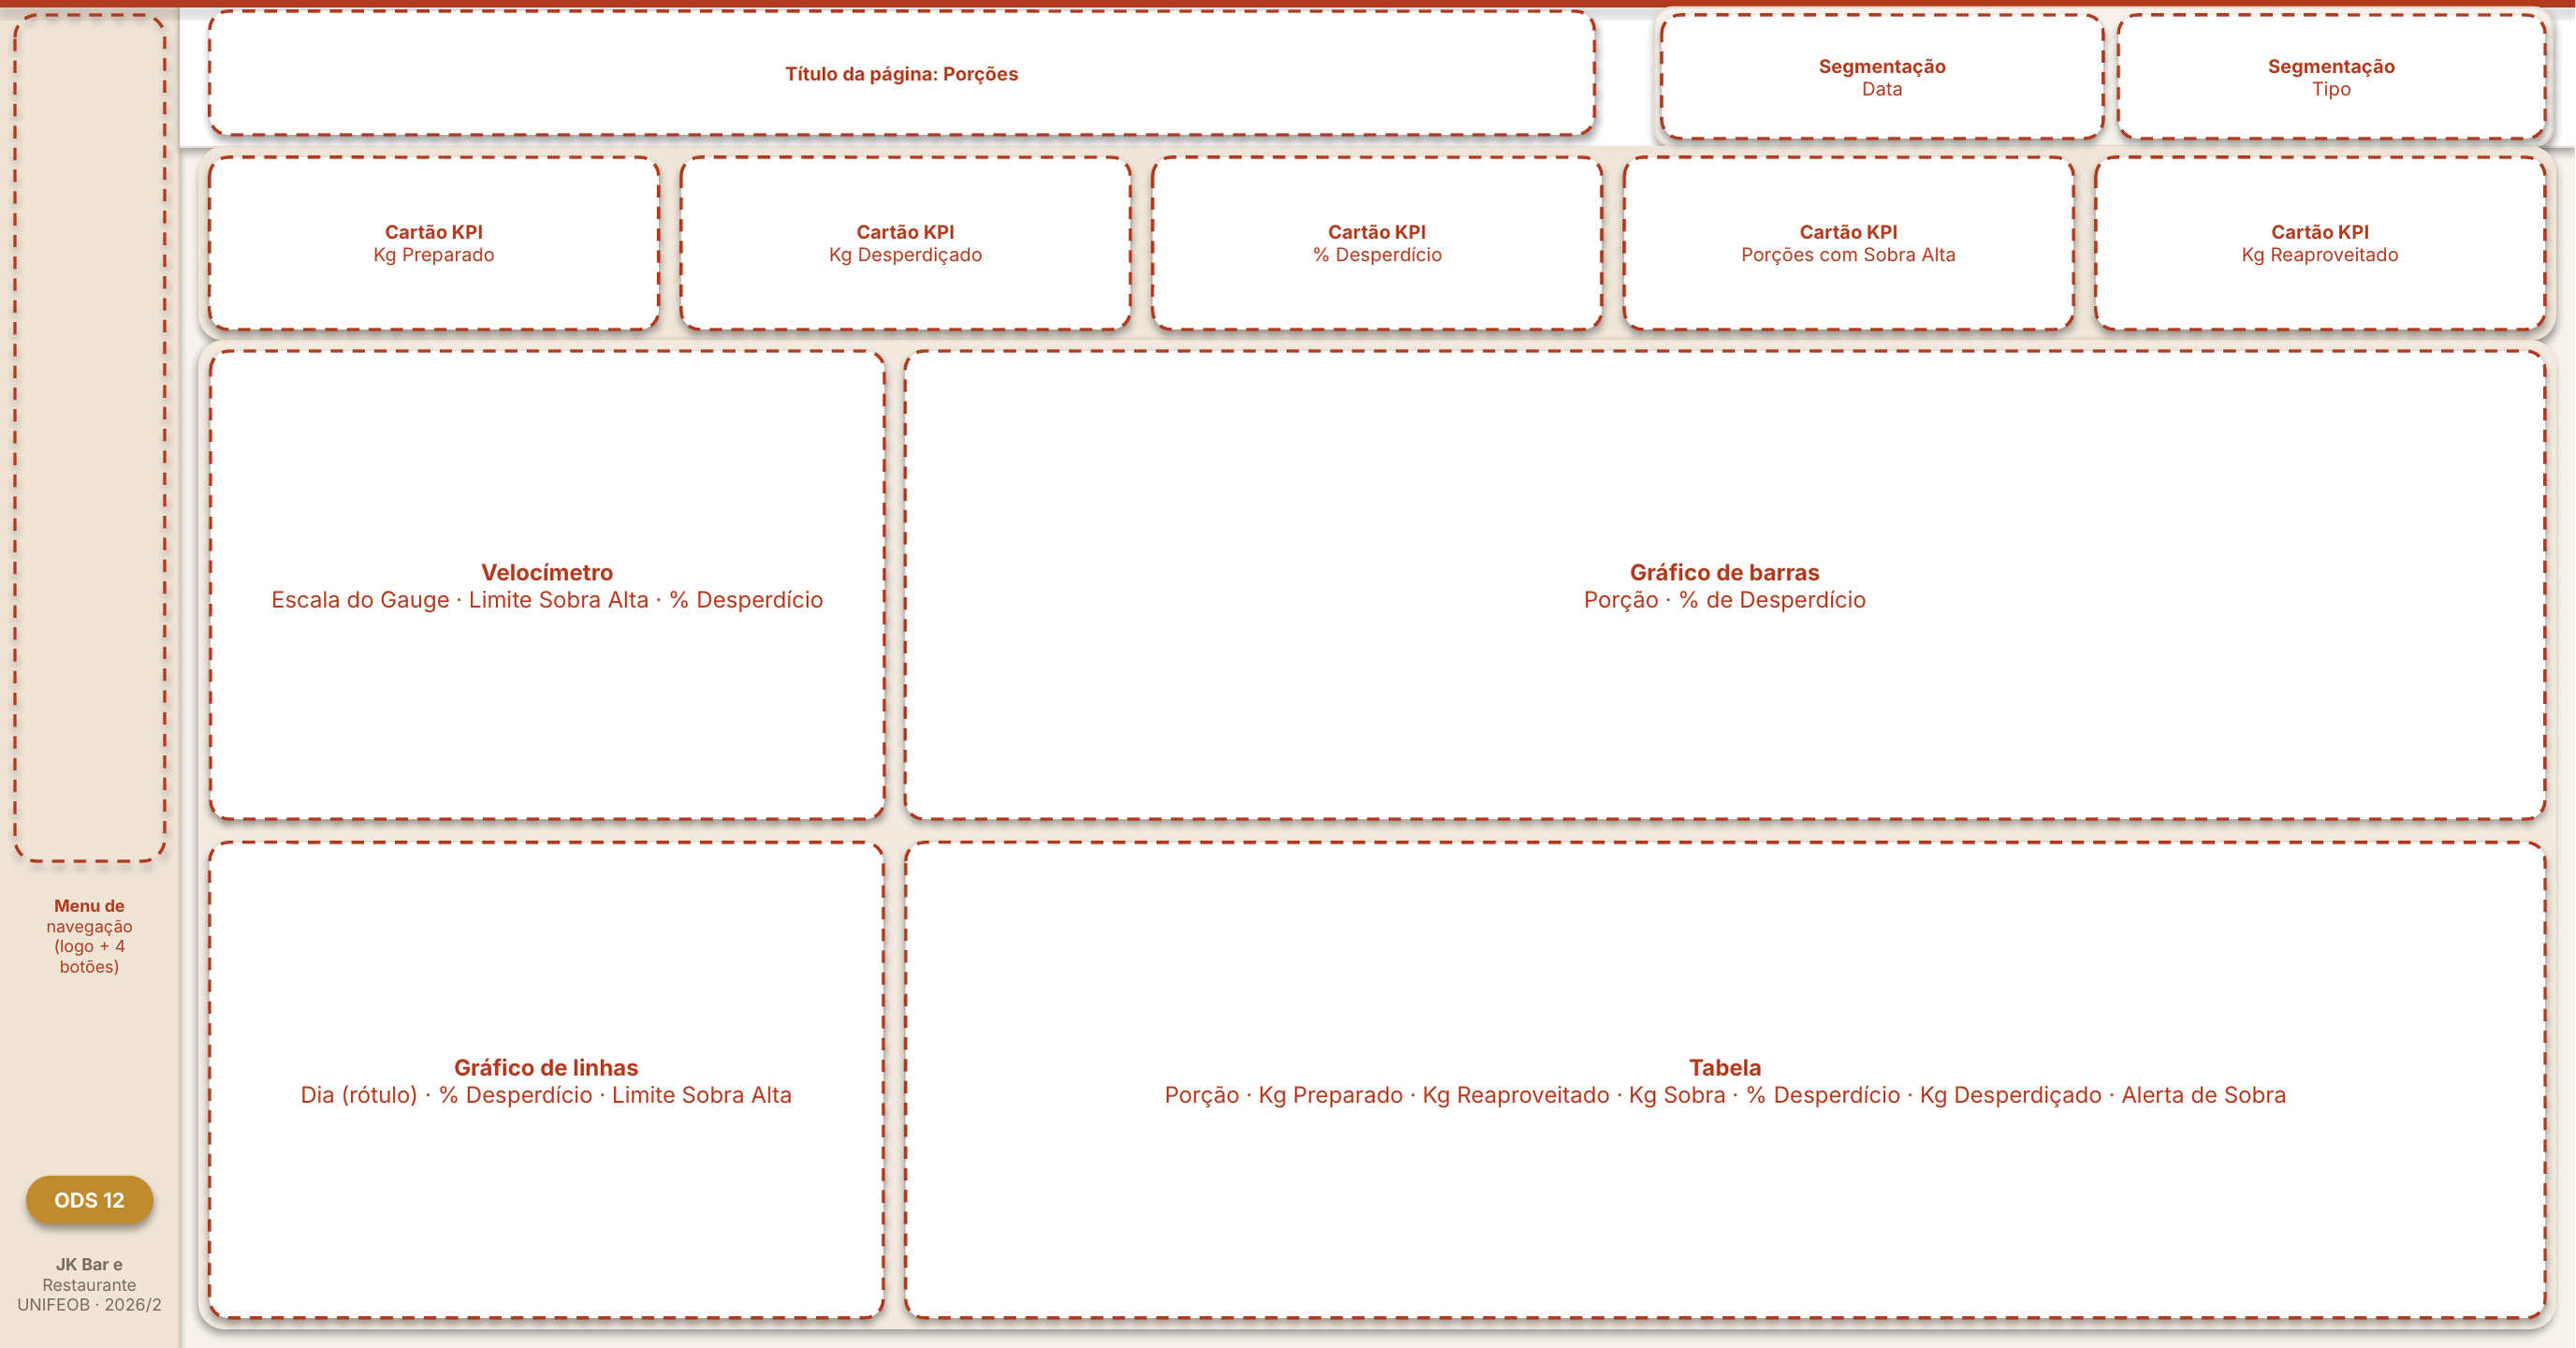 Título da página: Porções
Segmentação
Data
Segmentação
Tipo
Cartão KPI
Kg Preparado
Cartão KPI
Kg Desperdiçado
Cartão KPI
% Desperdício
Cartão KPI
Porções com Sobra Alta
Cartão KPI
Kg Reaproveitado
Velocímetro
Escala do Gauge · Limite Sobra Alta · % Desperdício
Gráfico de barras
Porção · % de Desperdício
Gráfico de linhas
Dia (rótulo) · % Desperdício · Limite Sobra Alta
Tabela
Porção · Kg Preparado · Kg Reaproveitado · Kg Sobra · % Desperdício · Kg Desperdiçado · Alerta de Sobra
Menu de
navegação
(logo + 4
botões)
ODS 12
JK Bar e
Restaurante
UNIFEOB · 2026/2